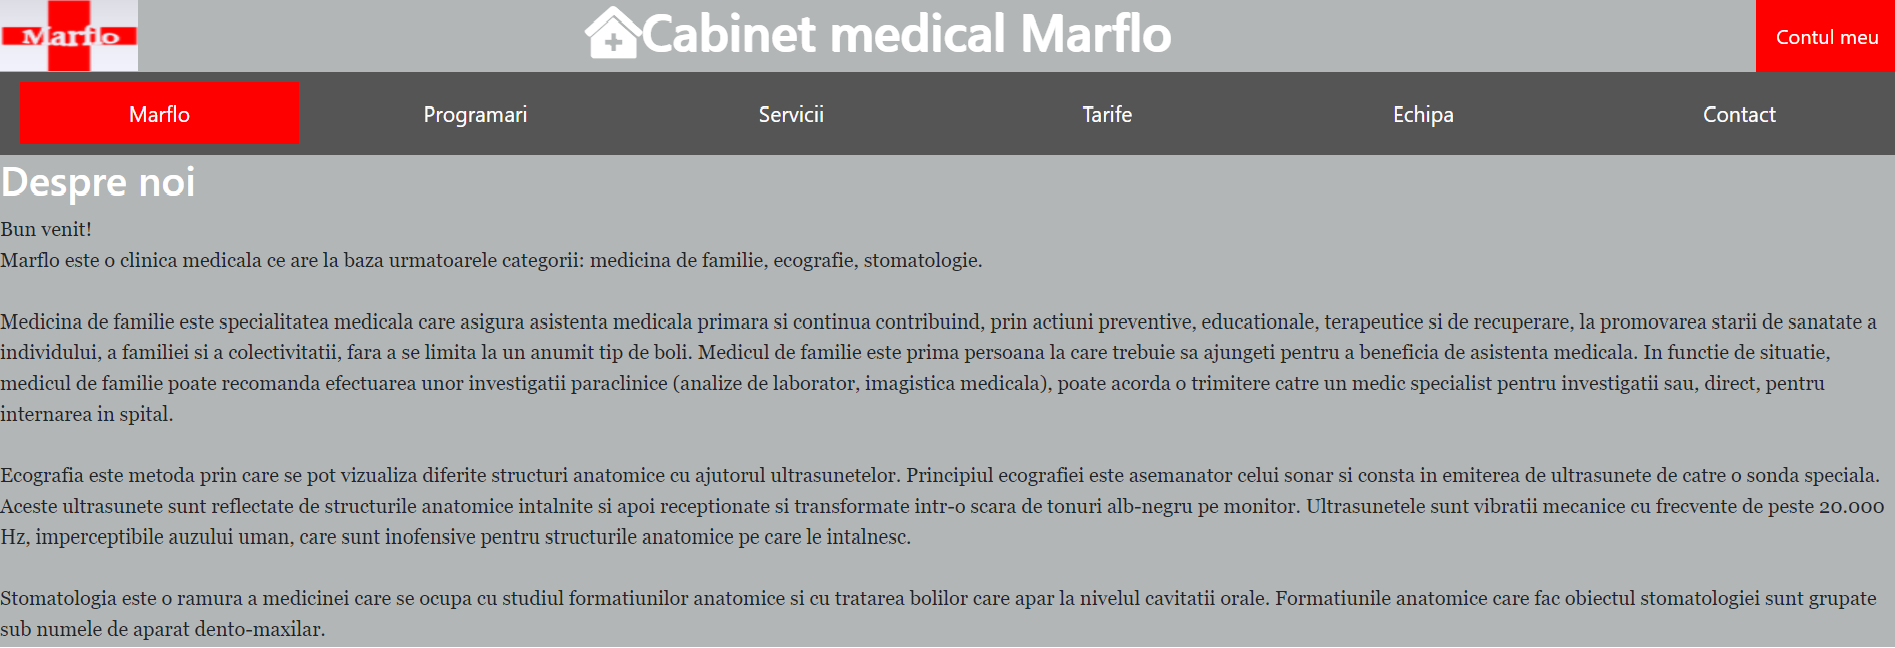 Marflo
Cabinet medical Marflo
Contul meu
Marflo
Programari
Servicii
Tarife
Echipa
Contact
Despre noi
Bun venit!
Marflo este o clinica medicala ce are la baza urmatoarele categorii: medicina de familie, ecografie, stomatologie.
Medicina de familie este specialitatea medicala care asigura asistenta medicala primara si continua contribuind, prin actiuni preventive, educationale, terapeutice si de recuperare, la promovarea starii de sanatate a
individului, a familiei si a colectivitatii, fara a se limita la un anumit tip de boli. Medicul de familie este prima persoana la care trebuie sa ajungeti pentru a beneficia de asistenta medicala. In functie de situatie,
medicul de familie poate recomanda efectuarea unor investigatii paraclinice (analize de laborator, imagistica medicala), poate acorda o trimitere catre un medic specialist pentru investigatii sau, direct, pentru
internarea in spital.
Ecografia este metoda prin care se pot vizualiza diferite structuri anatomice cu ajutorul ultrasunetelor. Principiul ecografiei este asemanator celui sonar si consta in emiterea de ultrasunete de catre o sonda speciala.
Aceste ultrasunete sunt reflectate de structurile anatomice intalnite si apoi receptionate si transformate intr-o scara de tonuri alb-negru pe monitor. Ultrasunetele sunt vibratii mecanice cu frecvente de peste 20.000
Hz, imperceptibile auzului uman, care sunt inofensive pentru structurile anatomice pe care le intalnesc.
Stomatologia este o ramura a medicinei care se ocupa cu studiul formatiunilor anatomice si cu tratarea bolilor care apar la nivelul cavitatii orale. Formatiunile anatomice care fac obiectul stomatologiei sunt grupate
sub numele de aparat dento-maxilar.